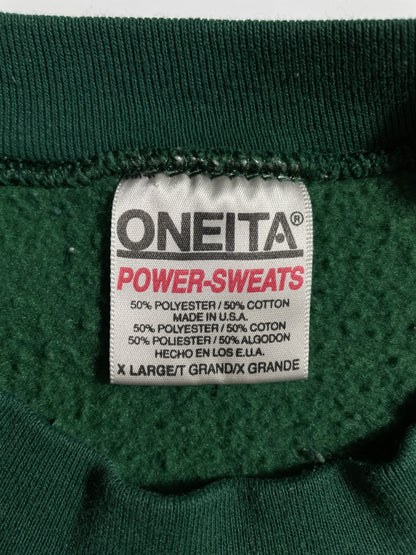 ONEITA®
POWER-SWEATS
50% POLYESTER / 50% COTTON
MADE IN U.S.A.
50% POLYESTER / 50% COTON
50% POLIESTER / 50% ALGODON
HECHO EN LOS E.U.A.
X LARGE/T GRAND/X GRANDE